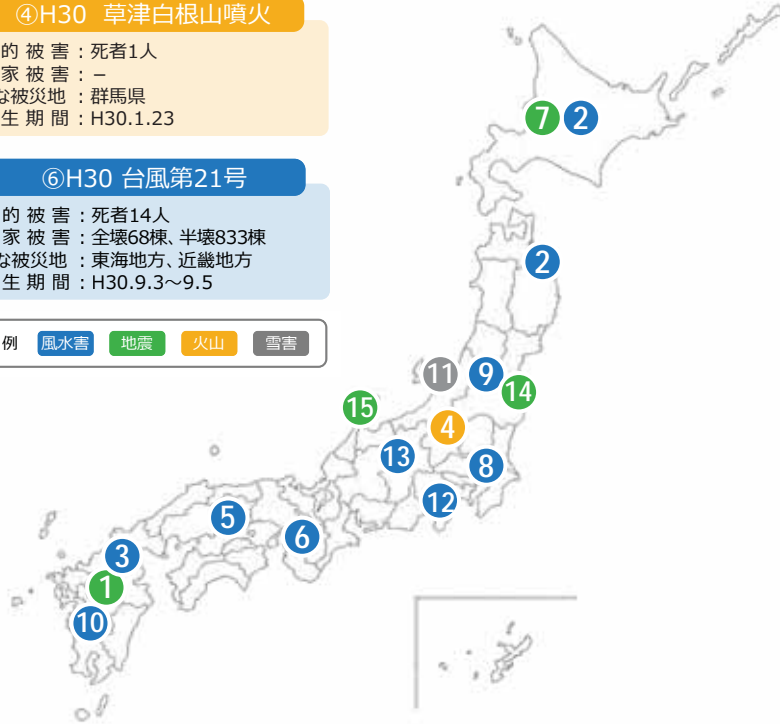 ④H30 草津白根山噴火
的 被 害 : 死者1人
家 被 害 : −
な被災地 : 群馬県
生 期 間 : H30.1.23
⑥H30 台風第21号
的 被 害 : 死者14人
家 被 害 : 全壊68棟、半壊833棟
な被災地 : 東海地方、近畿地方
生 期 間 : H30.9.3～9.5
例 風水害 地震 火山 雪害
7 2
2
11 9
14
15
4
13
8
12
5
6
3
1
10